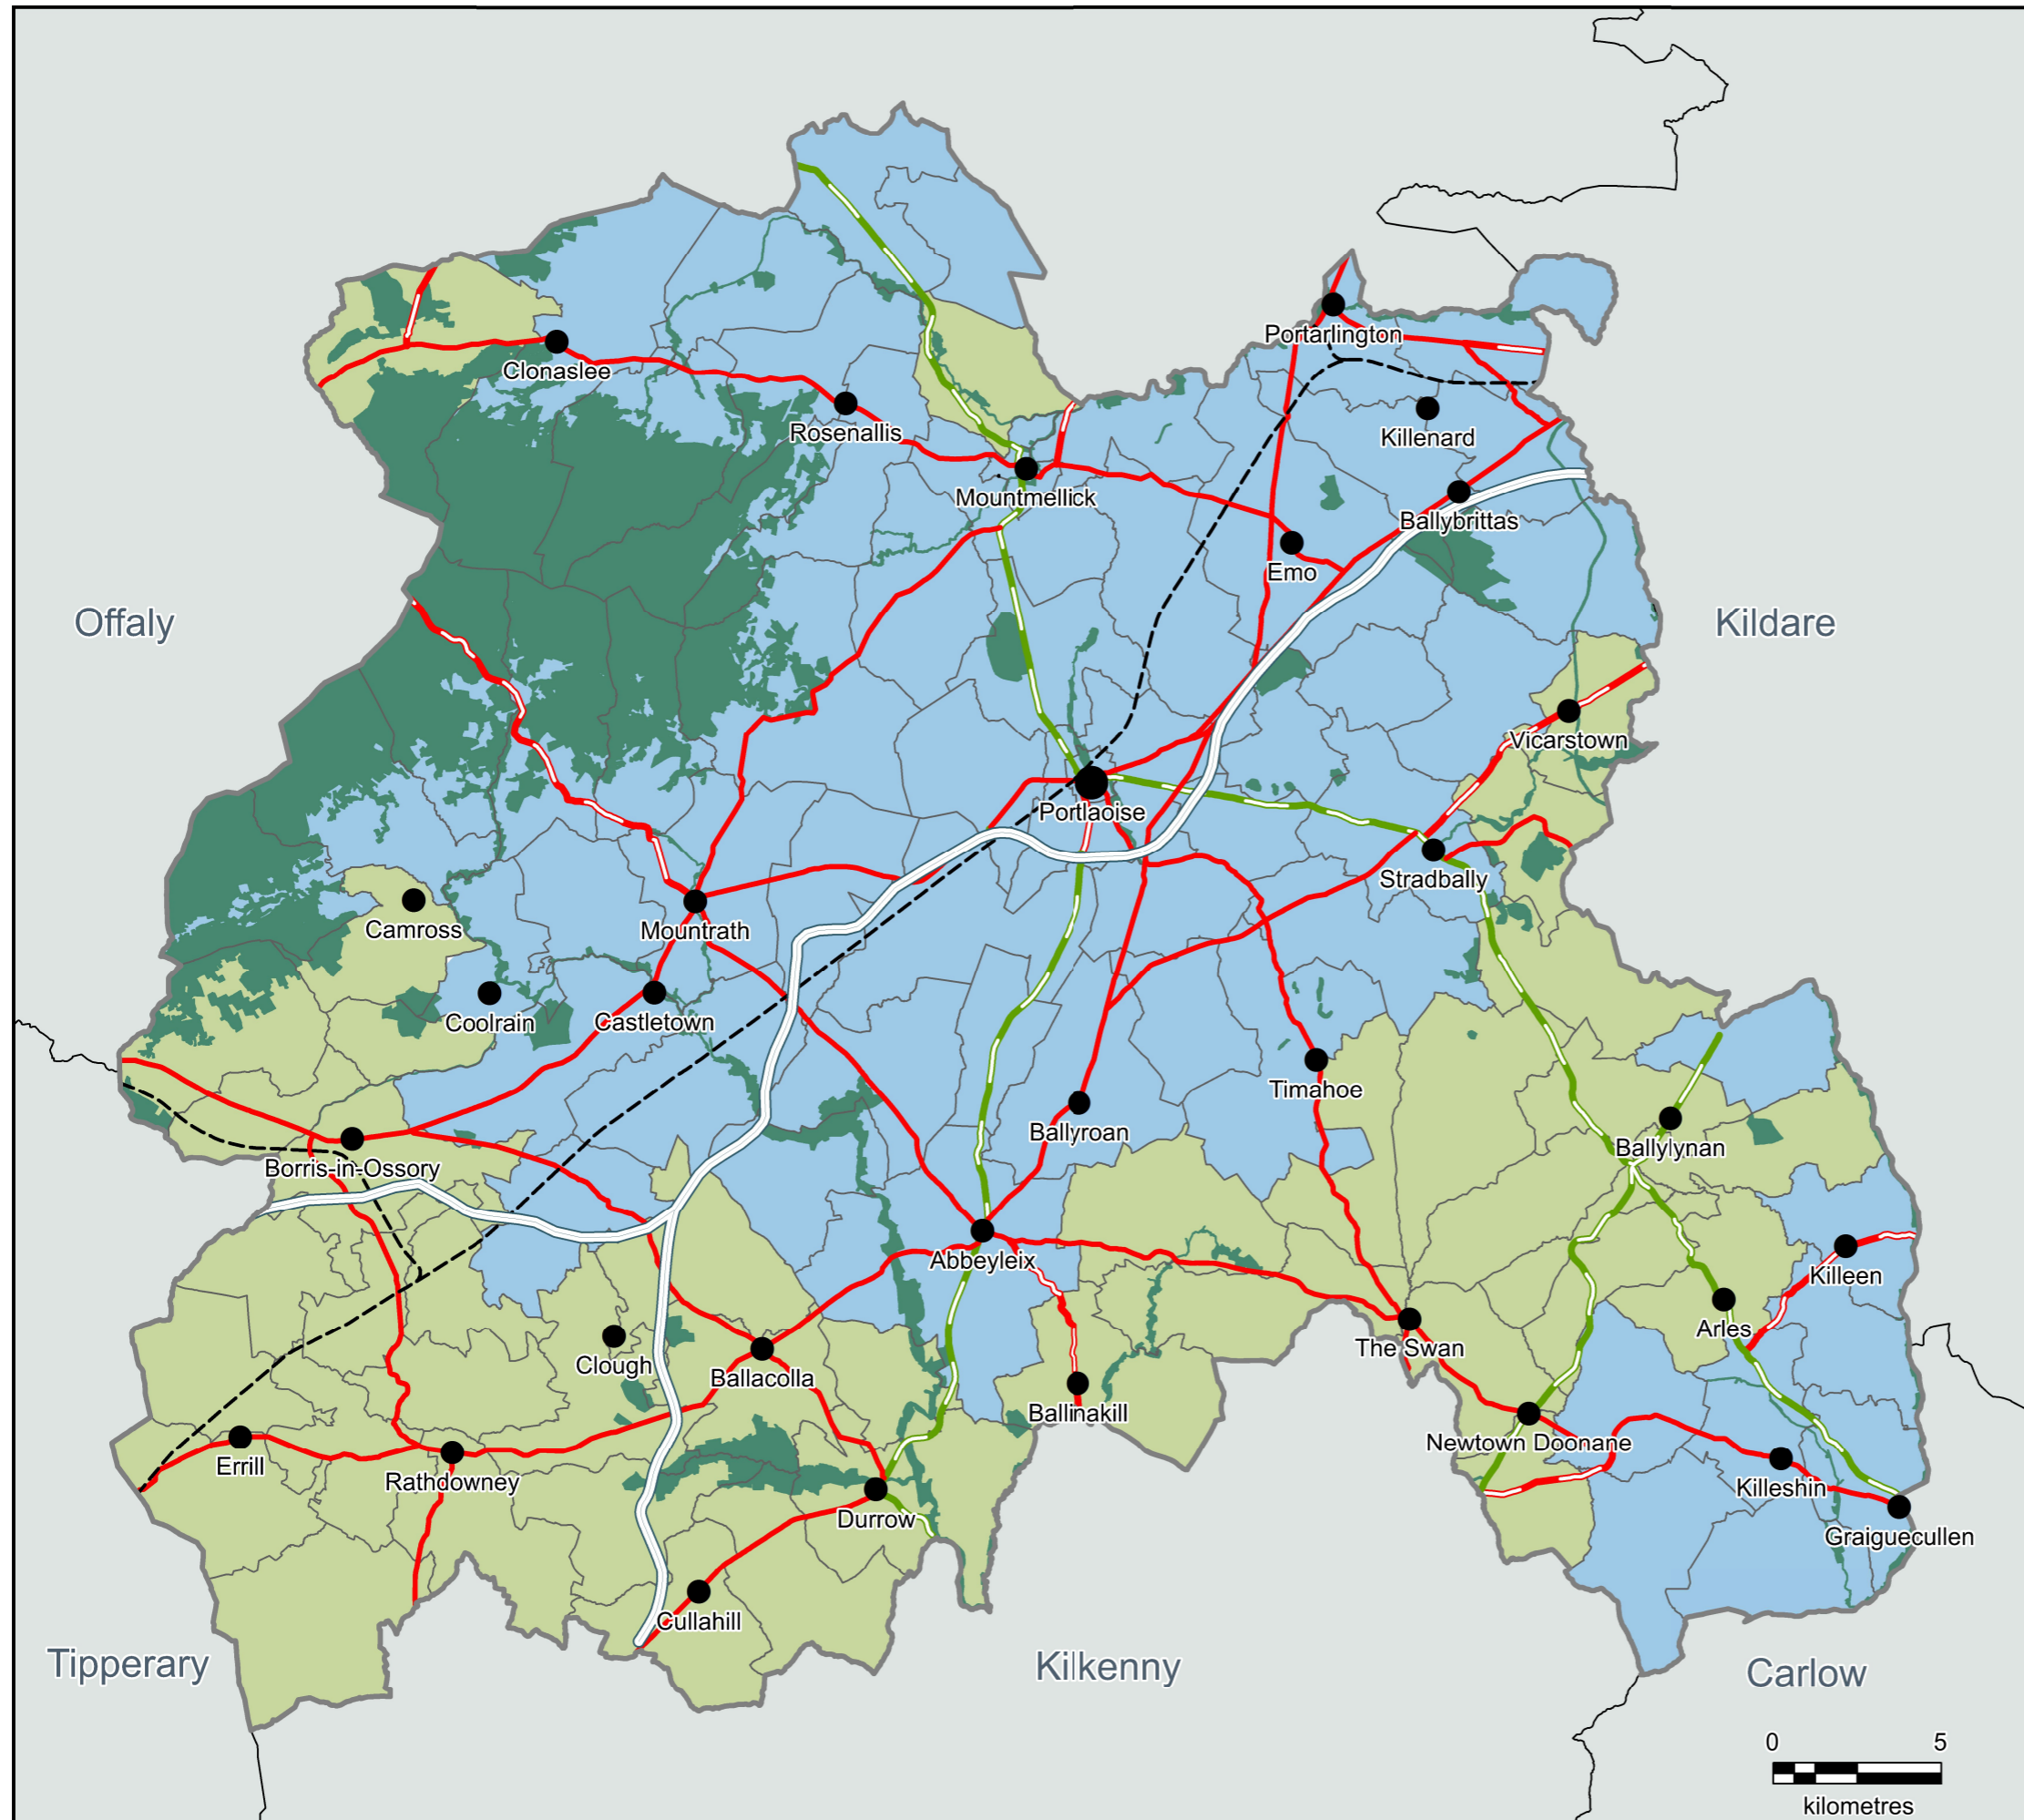 Portarlington
Clonaslee
Rosenallis
Killenard
Mountmellick
Ballybrittas
Emo
Offaly
Kildare
Vicarstown
Portlaoise
Stradbally
Camross
Mountrath
Coolrain
Castletown
Timahoe
Ballyroan
Ballylynan
Borris-in-Ossory
Abbeyleix
Killeen
Arles
The Swan
Clough
Ballacolla
Ballinakill
Newtown Doonane
Errill
Rathdowney
Killeshin
Durrow
Graiguecullen
Cullahill
Tipperary
Kilkenny
Carlow
0 5
kilometres